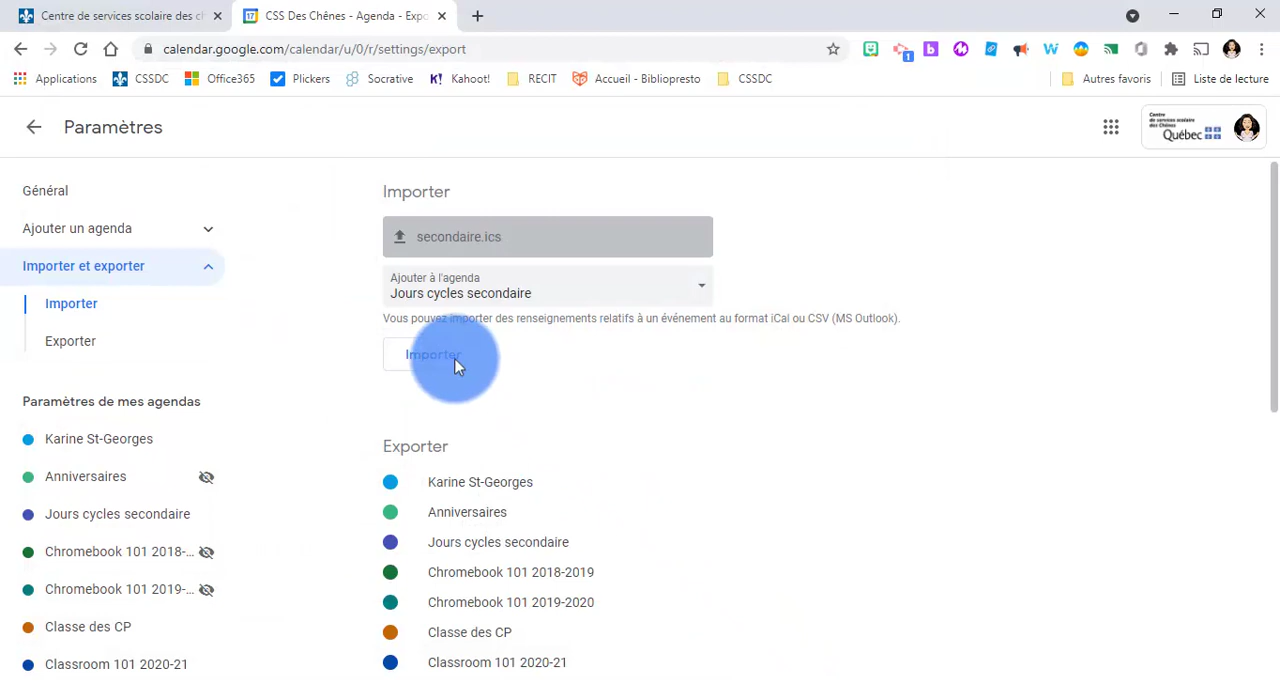 Centre de services scolaire des ch
CSS Des Chênes - Agenda - Expo
calendar.google.com/calendar/u/0/r/settings/export
Applications
CSSDC
Office365
Plickers
Socrative
Kahoot!
RECIT
Accueil - Bibliopresto
CSSDC
Autres favoris
Liste de lecture
Paramètres
Centre
de services scolaire
des Chênes
Québec
Général
Ajouter un agenda
Importer et exporter
Importer
Exporter
Paramètres de mes agendas
Karine St-Georges
Anniversaires
Jours cycles secondaire
Chromebook 101 2018-...
Chromebook 101 2019-...
Classe des CP
Classroom 101 2020-21
Importer
secondaire.ics
Ajouter à l'agenda
Jours cycles secondaire
Vous pouvez importer des renseignements relatifs à un événement au format iCal ou CSV (MS Outlook).
Importer
Exporter
Karine St-Georges
Anniversaires
Jours cycles secondaire
Chromebook 101 2018-2019
Chromebook 101 2019-2020
Classe des CP
Classroom 101 2020-21